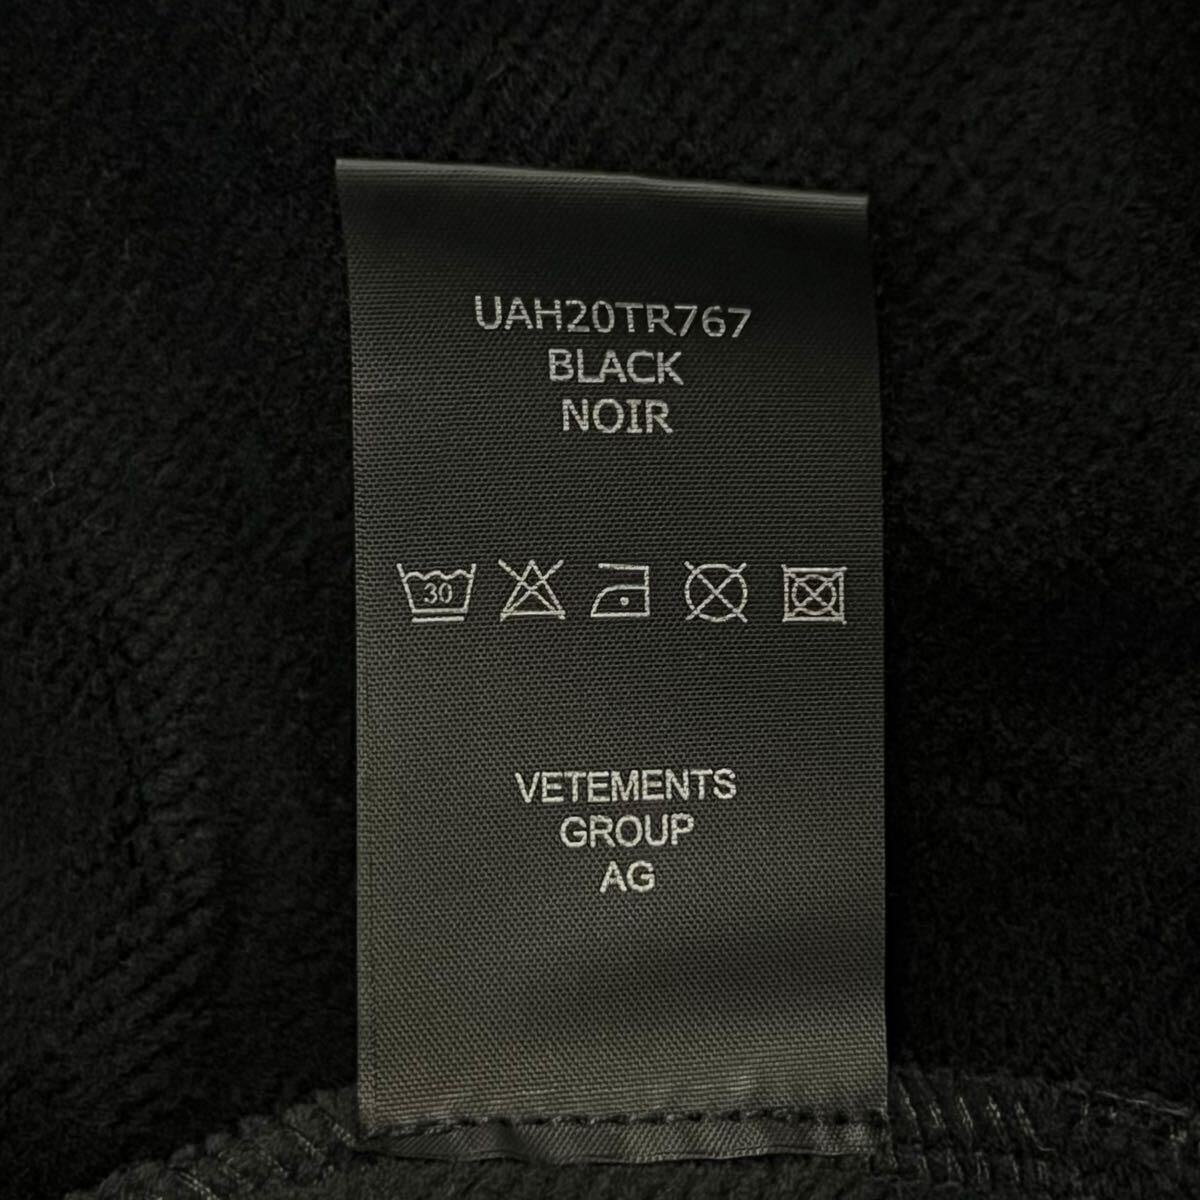 UAH20TR767
BLACK
NOIR
30
VETEMENTS
GROUP
AG